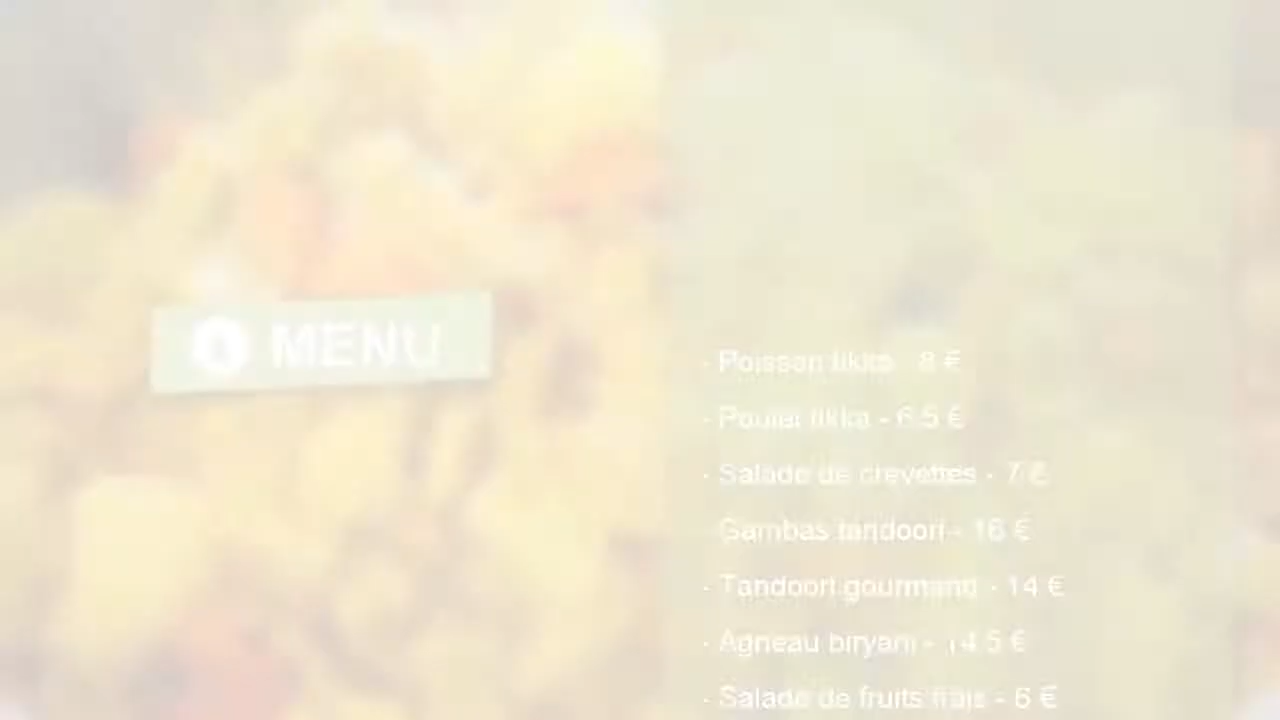 MENU
- Poisson tikka - 8 €
- Poulet tikka - 6.5 €
- Salade de crevettes - 7 €
- Gambas tandoori - 16 €
- Tandoori gourmand - 14 €
- Agneau biryani - 14.5 €
- Salade de fruits frais - 6 €